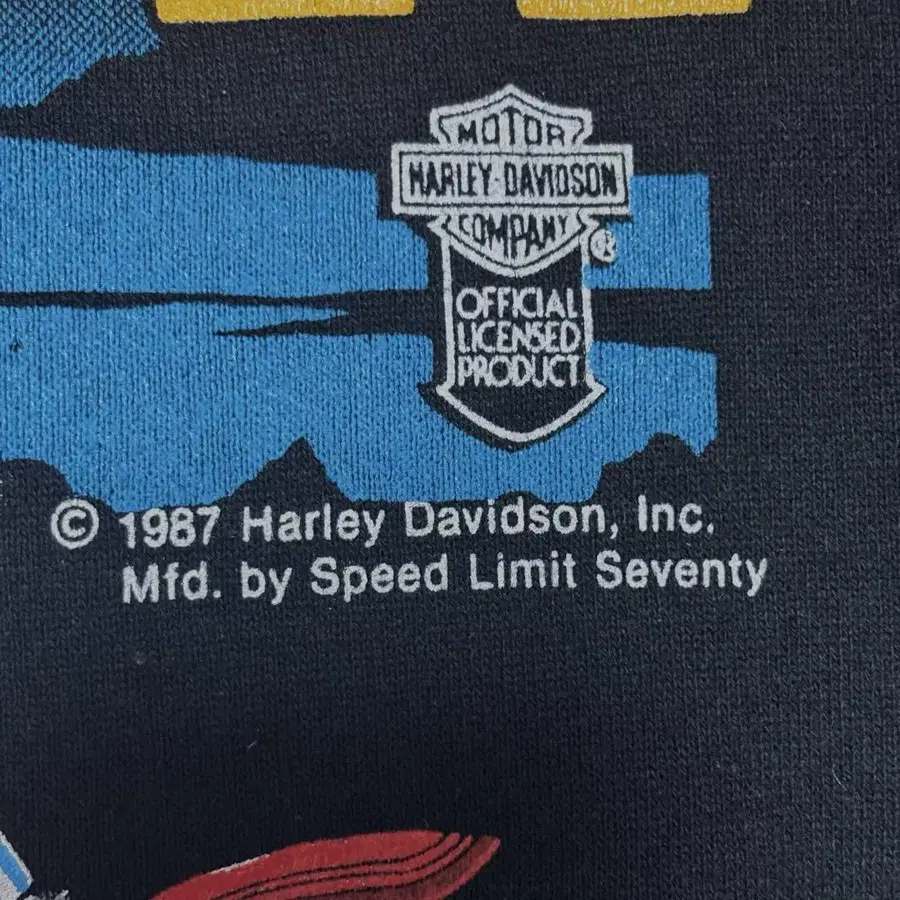 MOTOR
HARLEY-DAVIDSON
COMPANY
®
OFFICIAL
LICENSED
PRODUCT
© 1987 Harley Davidson, Inc.
Mfd. by Speed Limit Seventy